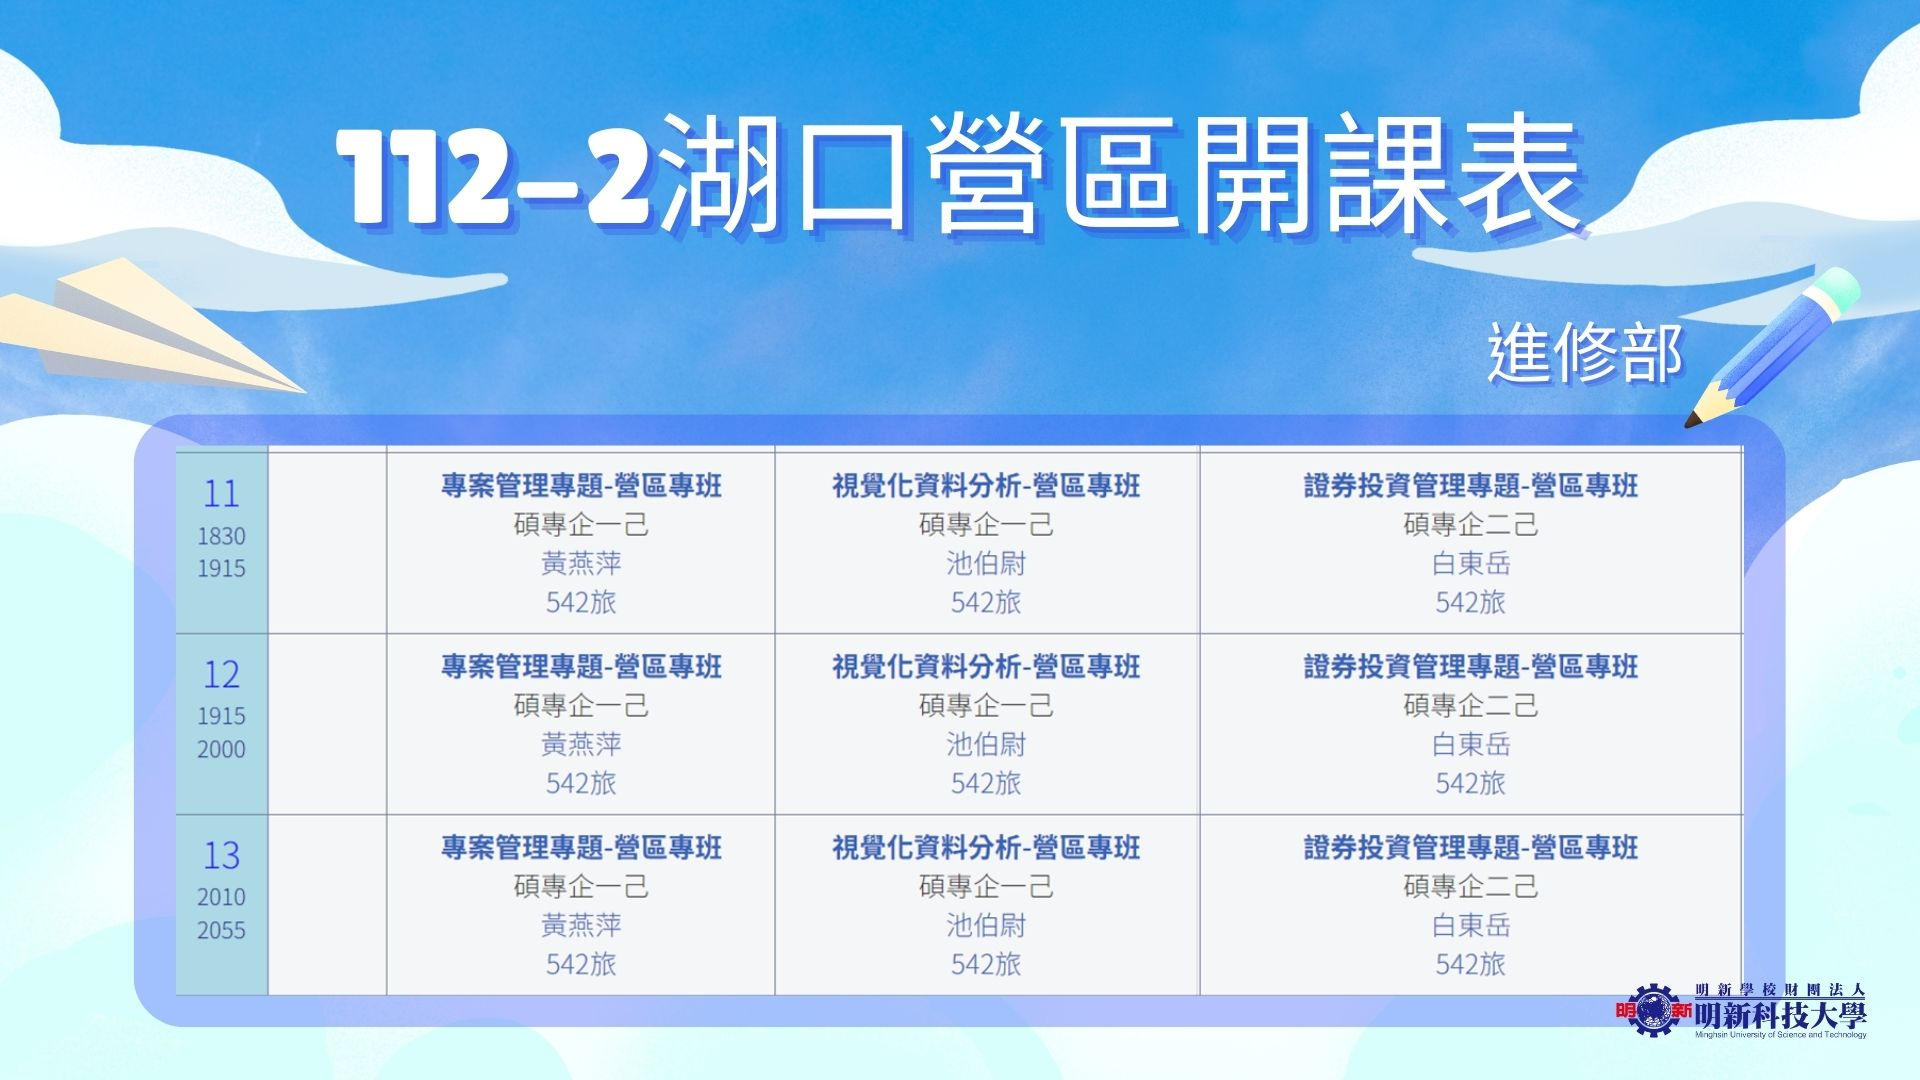 112-2湖口營區開課表
進修部
11
1830
1915
專案管理專題-營區專班
碩專企一己
黃燕萍
542旅
視覺化資料分析-營區專班
碩專企一己
池伯尉
542旅
證券投資管理專題-營區專班
碩專企二己
白東岳
542旅
12
1915
2000
專案管理專題-營區專班
碩專企一己
黃燕萍
542旅
視覺化資料分析-營區專班
碩專企一己
池伯尉
542旅
證券投資管理專題-營區專班
碩專企二己
白東岳
542旅
13
2010
2055
專案管理專題-營區專班
碩專企一己
黃燕萍
542旅
視覺化資料分析-營區專班
碩專企一己
池伯尉
542旅
證券投資管理專題-營區專班
碩專企二己
白東岳
542旅
明新
明新學校財團法人
明新科技大學
Minghsin University of Science and Technology